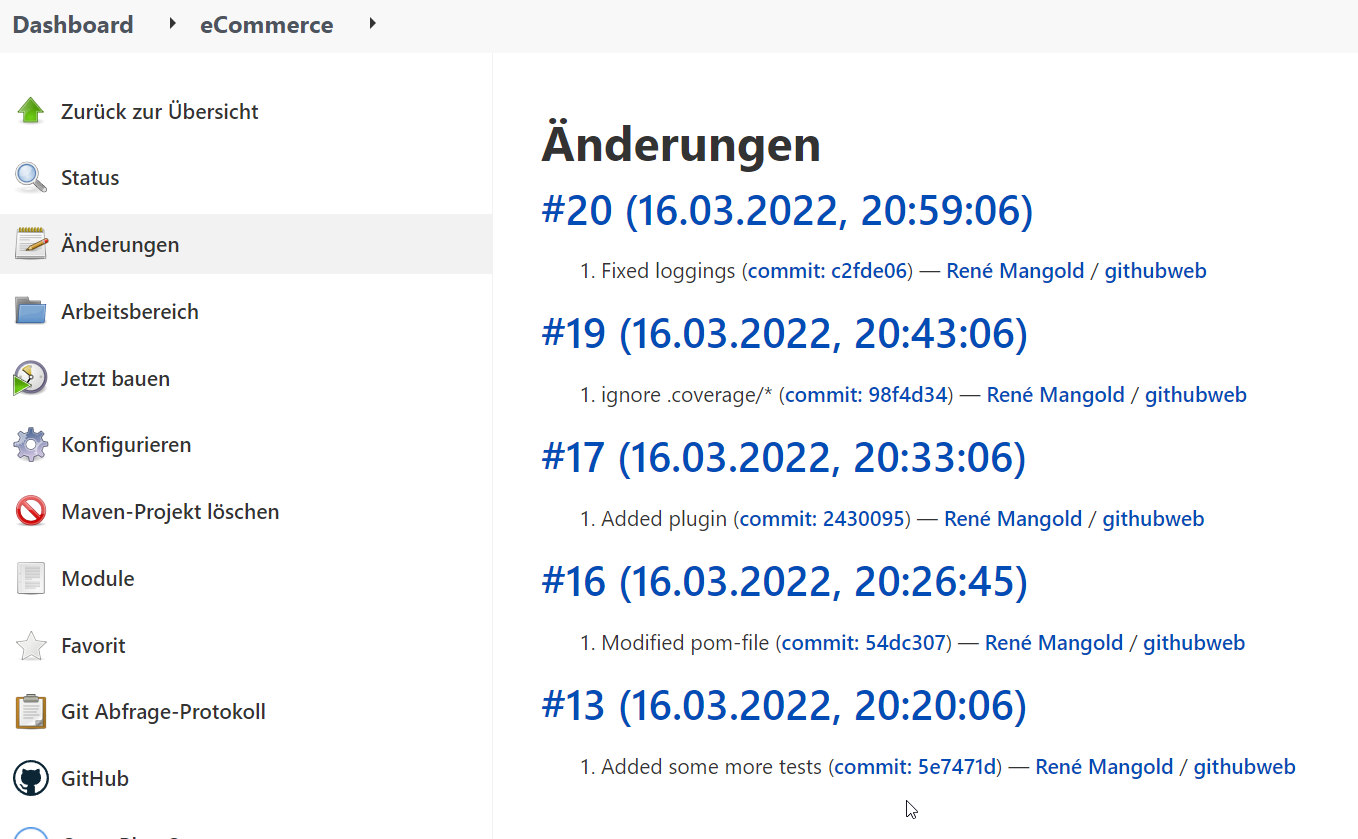 Dashboard eCommerce
Zurück zur Übersicht
Status
Änderungen
Arbeitsbereich
Jetzt bauen
Konfigurieren
Maven-Projekt löschen
Module
Favorit
Git Abfrage-Protokoll
GitHub
Änderungen
#20 (16.03.2022, 20:59:06)
1. Fixed loggings (commit: c2fde06) — René Mangold / githubweb
#19 (16.03.2022, 20:43:06)
1. ignore .coverage/* (commit: 98f4d34) — René Mangold / githubweb
#17 (16.03.2022, 20:33:06)
1. Added plugin (commit: 2430095) — René Mangold / githubweb
#16 (16.03.2022, 20:26:45)
1. Modified pom-file (commit: 54dc307) — René Mangold / githubweb
#13 (16.03.2022, 20:20:06)
1. Added some more tests (commit: 5e7471d) — René Mangold / githubweb